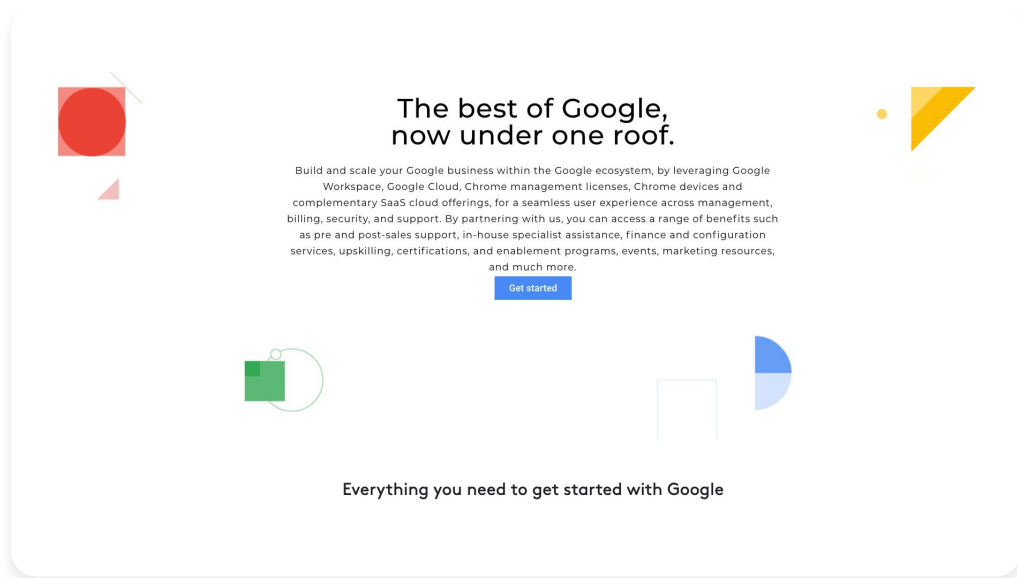 The best of Google,
now under one roof.
Build and scale your Google business within the Google ecosystem, by leveraging Google
Workspace, Google Cloud, Chrome management licenses, Chrome devices and
complementary SaaS cloud offerings, for a seamless user experience across management,
billing, security, and support. By partnering with us, you can access a range of benefits such
as pre and post-sales support, in-house specialist assistance, finance and configuration
services, upskilling, certifications, and enablement programs, events, marketing resources,
and much more.
Get started
Everything you need to get started with Google